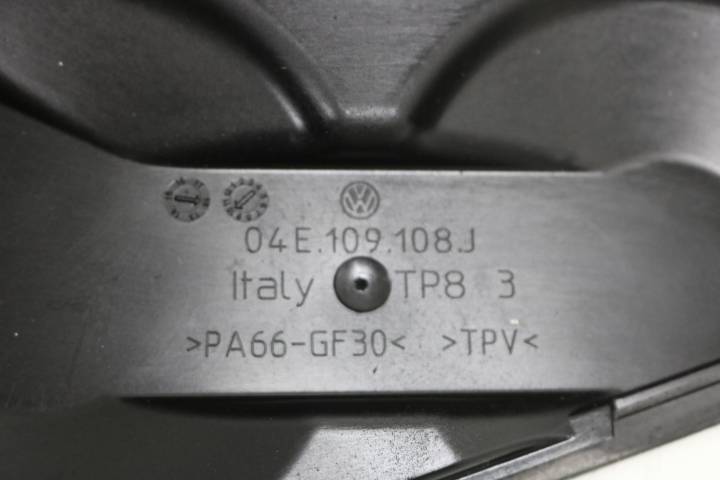 04E.109.108.J
Italy TP8 3
>PA66-GF30< >TPV<